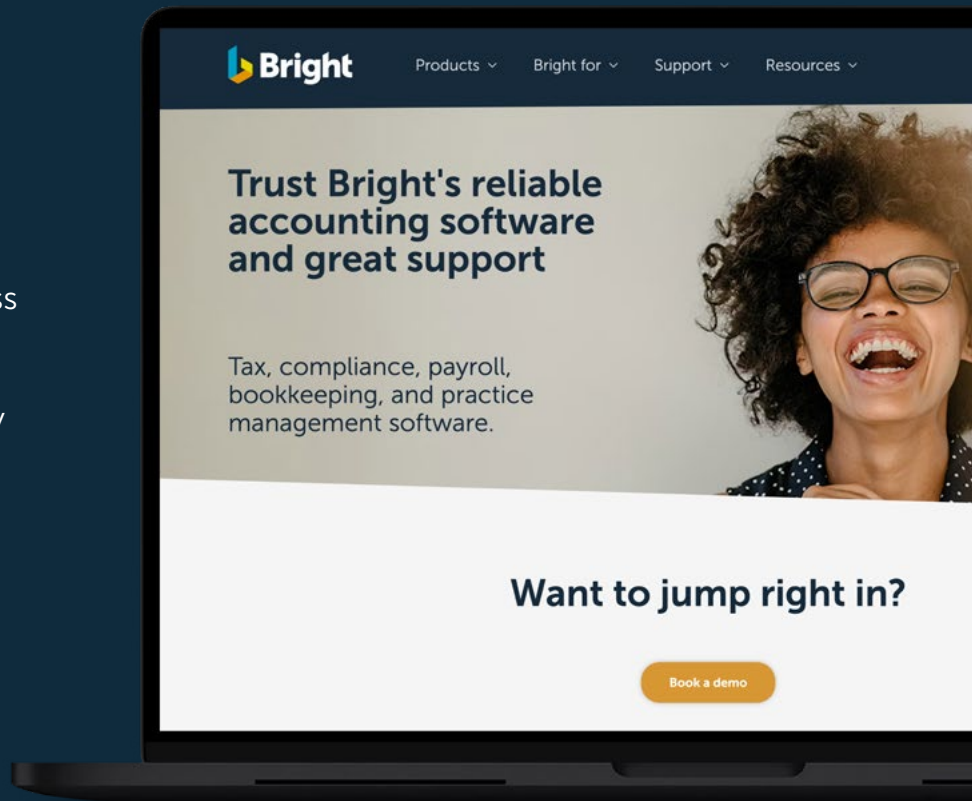 Bright
Products
Bright for
Support
Resources
Trust Bright's reliable
accounting software
and great support
Tax, compliance, payroll,
bookkeeping, and practice
management software.
Want to jump right in?
Book a demo